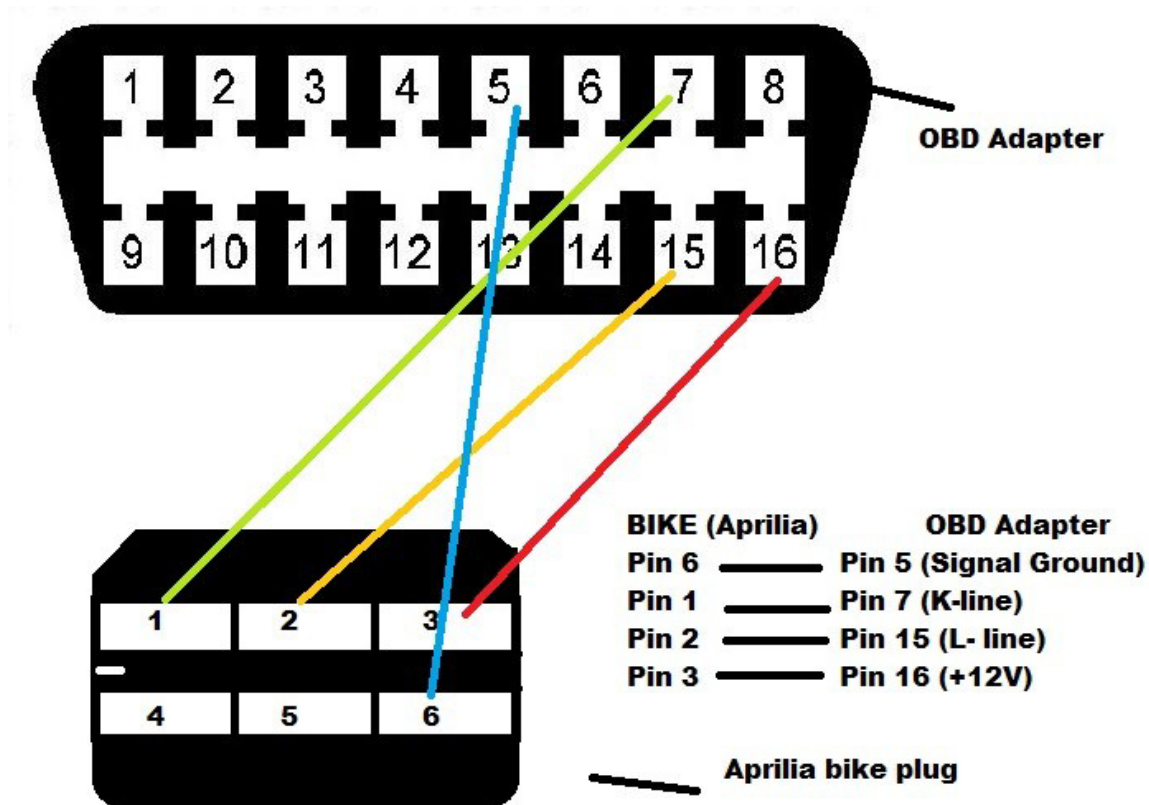 1 2 3 4 5 6 7 8
OBD Adapter
9 10 11 12 13 14 15 16
BIKE (Aprilia) OBD Adapter
Pin 6 Pin 5 (Signal Ground)
Pin 1 Pin 7 (K-line)
Pin 2 Pin 15 (L- line)
Pin 3 Pin 16 (+12V)
1 2 3
4 5 6
Aprilia bike plug